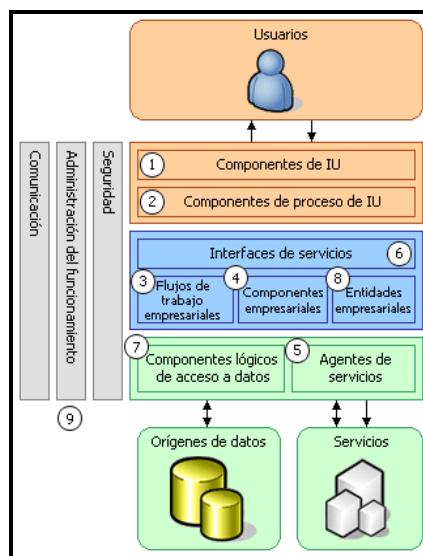 Usuarios
Comunicación
Administración del funcionamiento
Seguridad
1 Componentes de IU
2 Componentes de proceso de IU
Interfaces de servicios 6
3 Flujos de
trabajo
empresariales
4 Componentes
empresariales
8 Entidades
empresariales
7 Componentes lógicos
de acceso a datos
5 Agentes de
servicios
9
Orígenes de datos
Servicios